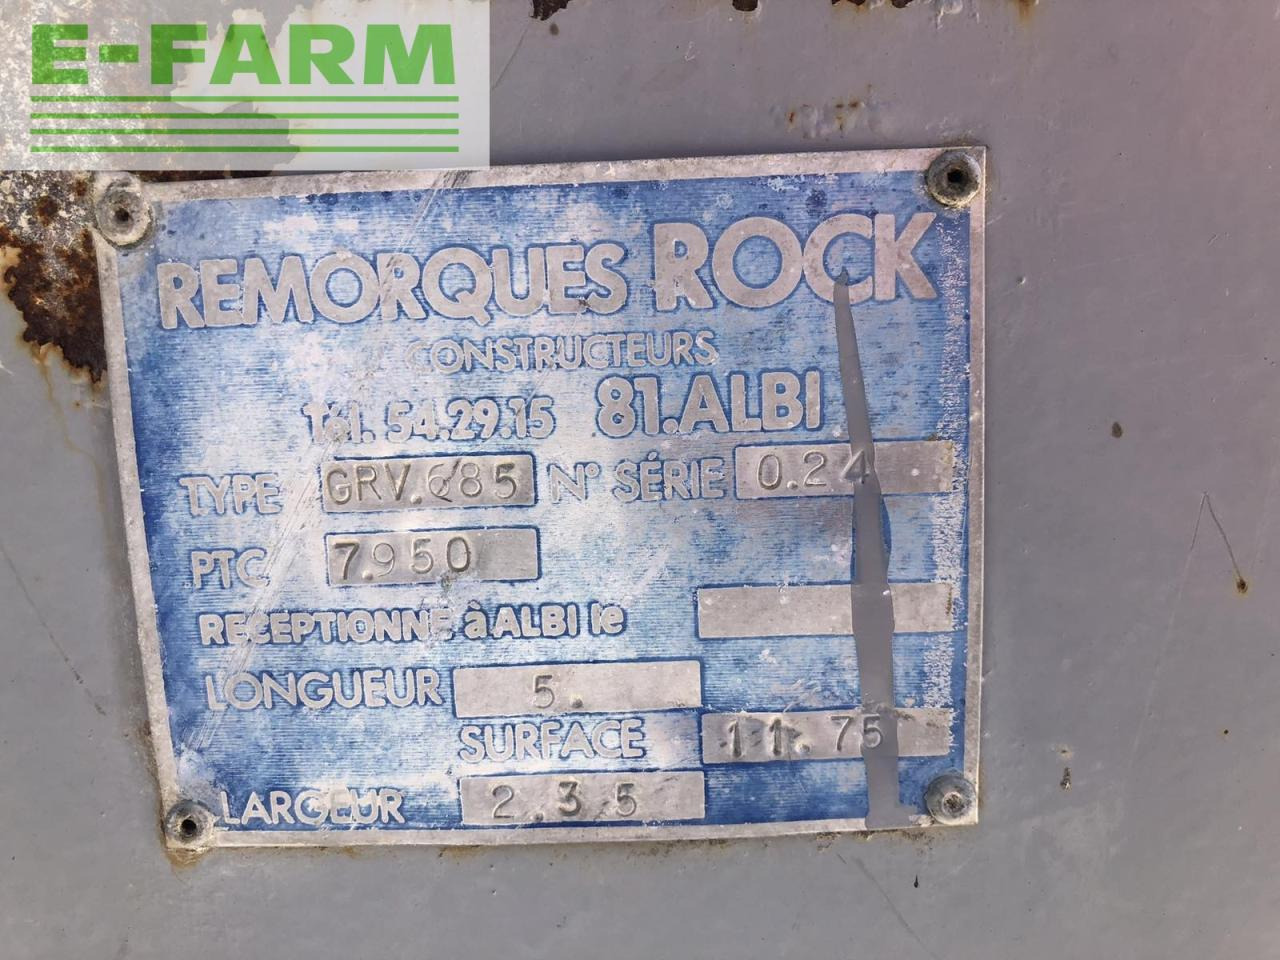 E-FARM
REMORQUES ROCK
CONSTRUCTEURS
Tél. 54.29.15 81.ALBI
TYPE GRV.685 N° SÉRIE 0.24
PTC 7.950
RECEPTIONNE à ALBI le
LONGUEUR 5.
SURFACE 11.75
LARGEUR 2.35